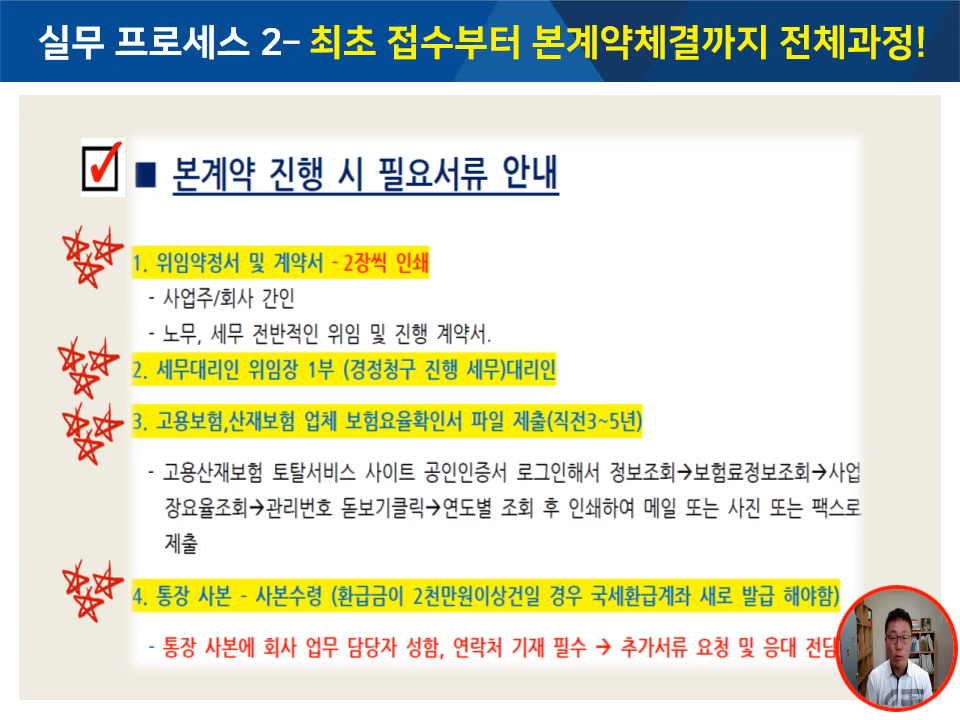 실무 프로세스 2– 최초 접수부터 본계약체결까지 전체과정!
■ 본계약 진행 시 필요서류 안내
1. 위임약정서 및 계약서 - 2장씩 인쇄
- 사업주/회사 간인
- 노무, 세무 전반적인 위임 및 진행 계약서.
2. 세무대리인 위임장 1부 (경정청구 진행 세무)대리인
3. 고용보험,산재보험 업체 보험요율확인서 파일 제출(직전3~5년)
- 고용산재보험 토탈서비스 사이트 공인인증서 로그인해서 정보조회→보험료정보조회→사업
장요율조회→관리번호 돋보기클릭→연도별 조회 후 인쇄하여 메일 또는 사진 또는 팩스로
제출
4. 통장 사본 - 사본수령 (환급금이 2천만원이상건일 경우 국세환급계좌 새로 발급 해야함)
- 통장 사본에 회사 업무 담당자 성함, 연락처 기재 필수 → 추가서류 요청 및 응대 전담